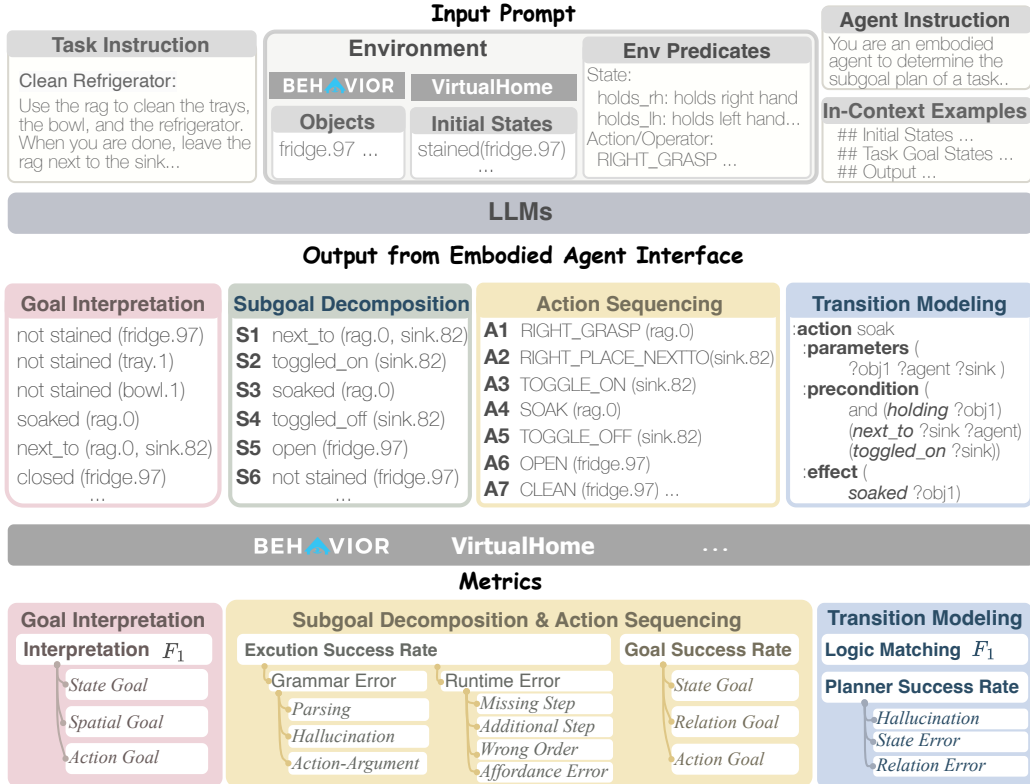 Input Prompt
Task Instruction
Clean Refrigerator:
Use the rag to clean the trays,
the bowl, and the refrigerator.
When you are done, leave the
rag next to the sink...
Environment
BEHAVIOR
VirtualHome
Objects
fridge.97 ...
Initial States
stained(fridge.97)
...
Env Predicates
State:
holds_rh: holds right hand
holds_lh: holds left hand...
Action/Operator:
RIGHT_GRASP ...
Agent Instruction
You are an embodied
agent to determine the
subgoal plan of a task..
In-Context Examples
## Initial States ...
## Task Goal States ...
## Output ...
LLMs
Output from Embodied Agent Interface
Goal Interpretation
not stained (fridge.97)
not stained (tray.1)
not stained (bowl.1)
soaked (rag.0)
next_to (rag.0, sink.82)
closed (fridge.97)
...
Subgoal Decomposition
S1 next_to (rag.0, sink.82)
S2 toggled_on (sink.82)
S3 soaked (rag.0)
S4 toggled_off (sink.82)
S5 open (fridge.97)
S6 not stained (fridge.97)
...
Action Sequencing
A1 RIGHT_GRASP (rag.0)
A2 RIGHT_PLACE_NEXTTO(sink.82)
A3 TOGGLE_ON (sink.82)
A4 SOAK (rag.0)
A5 TOGGLE_OFF (sink.82)
A6 OPEN (fridge.97)
A7 CLEAN (fridge.97) ...
Transition Modeling
:action soak
:parameters (
?obj1 ?agent ?sink )
:precondition (
and (holding ?obj1)
(next_to ?sink ?agent)
(toggled_on ?sink))
:effect (
soaked ?obj1)
BEHAVIOR VirtualHome ...
Metrics
Goal Interpretation
Interpretation F1
State Goal
Spatial Goal
Action Goal
Subgoal Decomposition & Action Sequencing
Excution Success Rate
Grammar Error
Parsing
Hallucination
Action-Argument
Runtime Error
Missing Step
Additional Step
Wrong Order
Affordance Error
Goal Success Rate
State Goal
Relation Goal
Action Goal
Transition Modeling
Logic Matching F1
Planner Success Rate
Hallucination
State Error
Relation Error